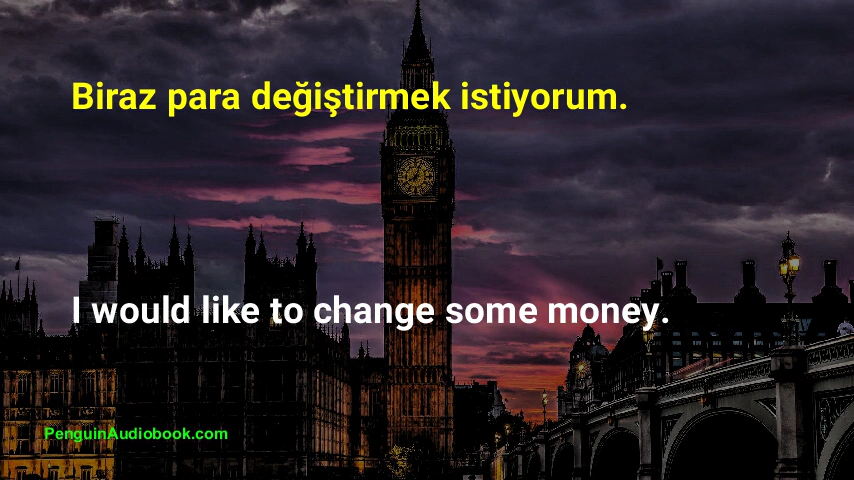 Biraz para değiştirmek istiyorum.
I would like to change some money.
PenguinAudiobook.com